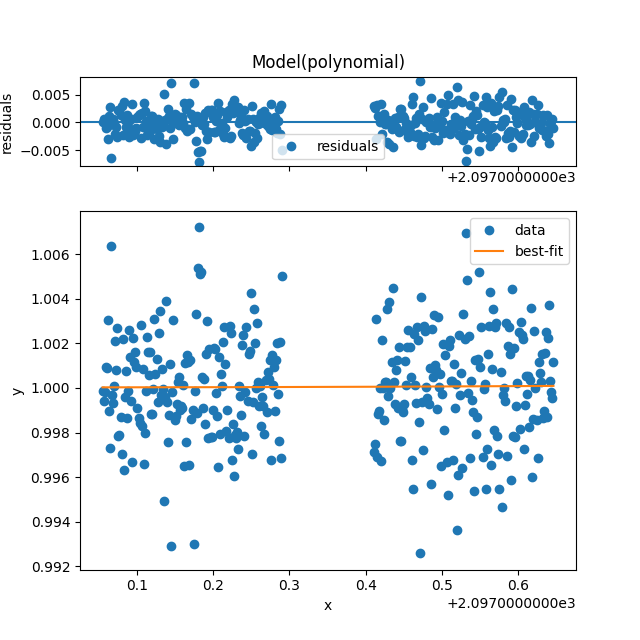 Model(polynomial)
0.005
0.000
−0.005
residuals
residuals
+2.0970000000e3
1.006
1.004
1.002
1.000
0.998
0.996
0.994
0.992
y
data
best-fit
0.1 0.2 0.3 0.4 0.5 0.6
x
+2.0970000000e3